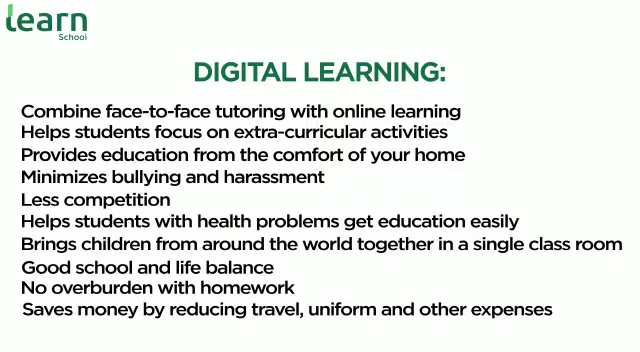 Learn
School
DIGITAL LEARNING:
Combine face-to-face tutoring with online learning
Helps students focus on extra-curricular activities
Provides education from the comfort of your home
Minimizes bullying and harassment
Less competition
Helps students with health problems get education easily
Brings children from around the world together in a single class room
Good school and life balance
No overburden with homework
Saves money by reducing travel, uniform and other expenses